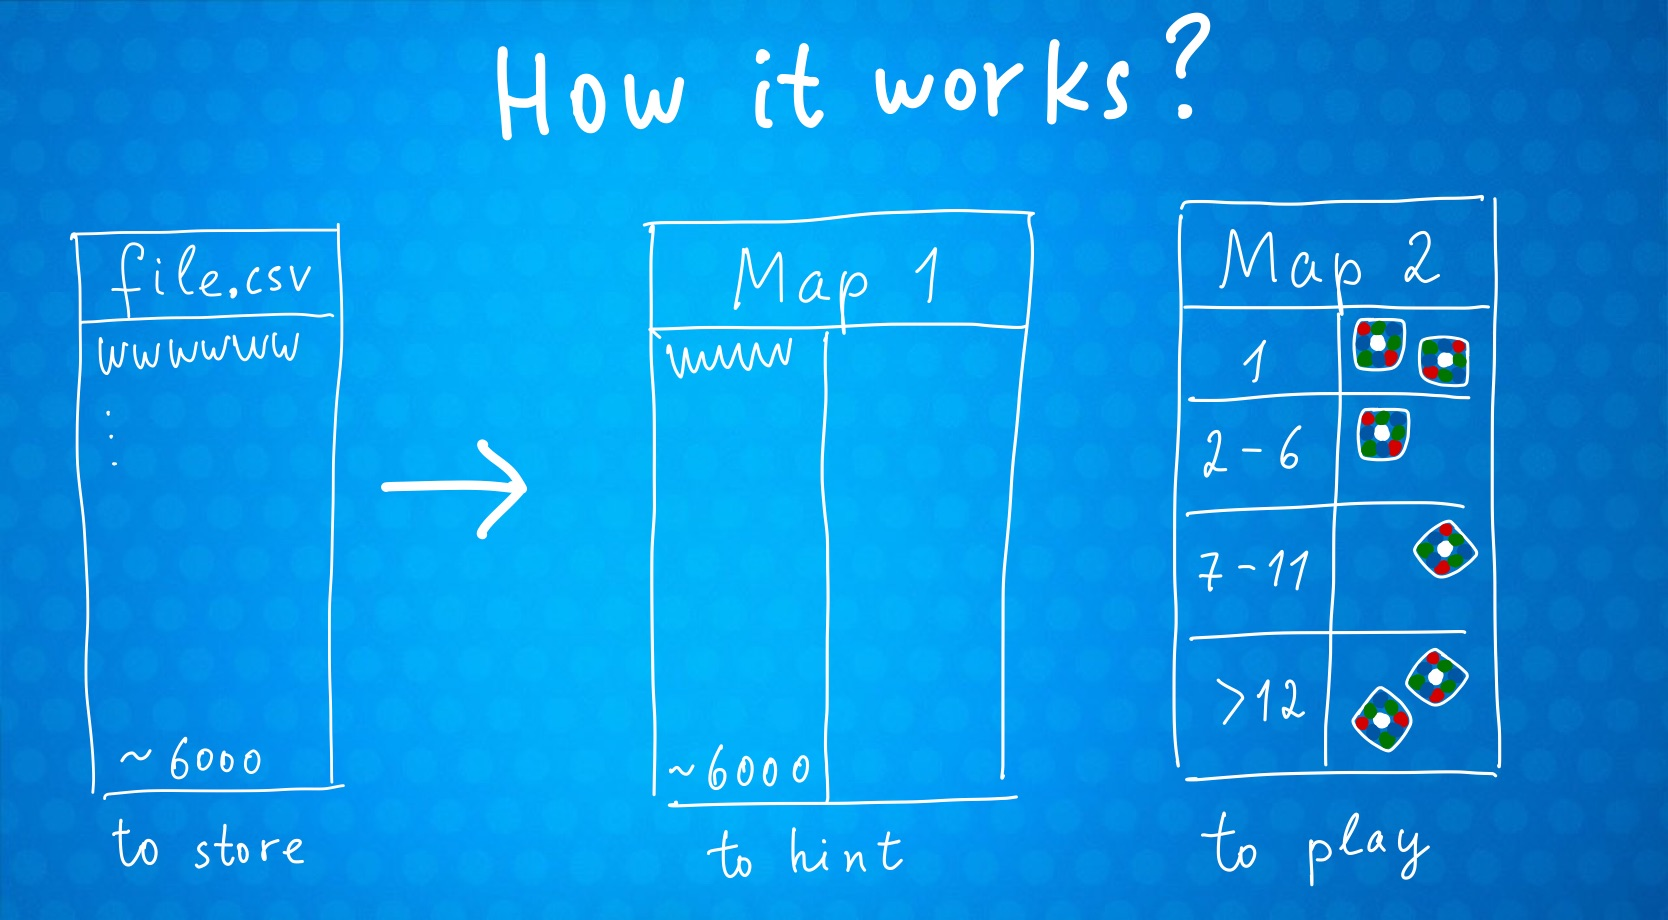 How it works?
file.csv
wwwwww
~6000
to store
Map 1
~6000
to hint
Map 2
1
2-6
7-11
>12
to play